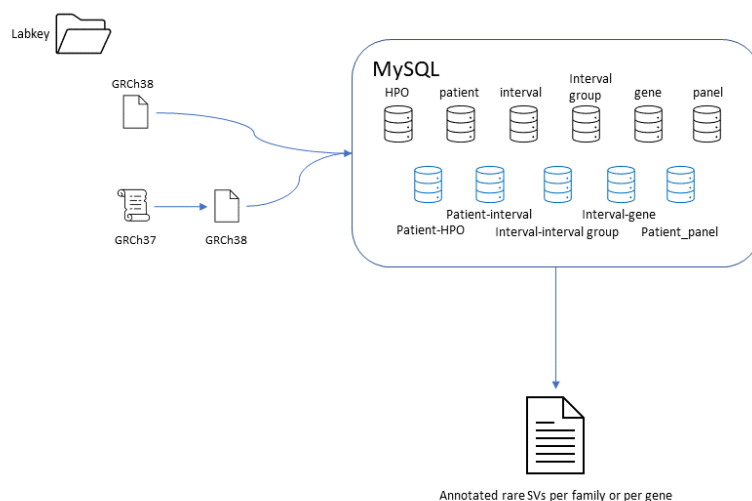 Labkey
GRCh38
GRCh37
GRCh38
MySQL
HPO
patient
interval
Interval
group
gene
panel
Patient-HPO
Patient-interval
Interval-interval group
Interval-gene
Patient_panel
Annotated rare SVs per family or per gene